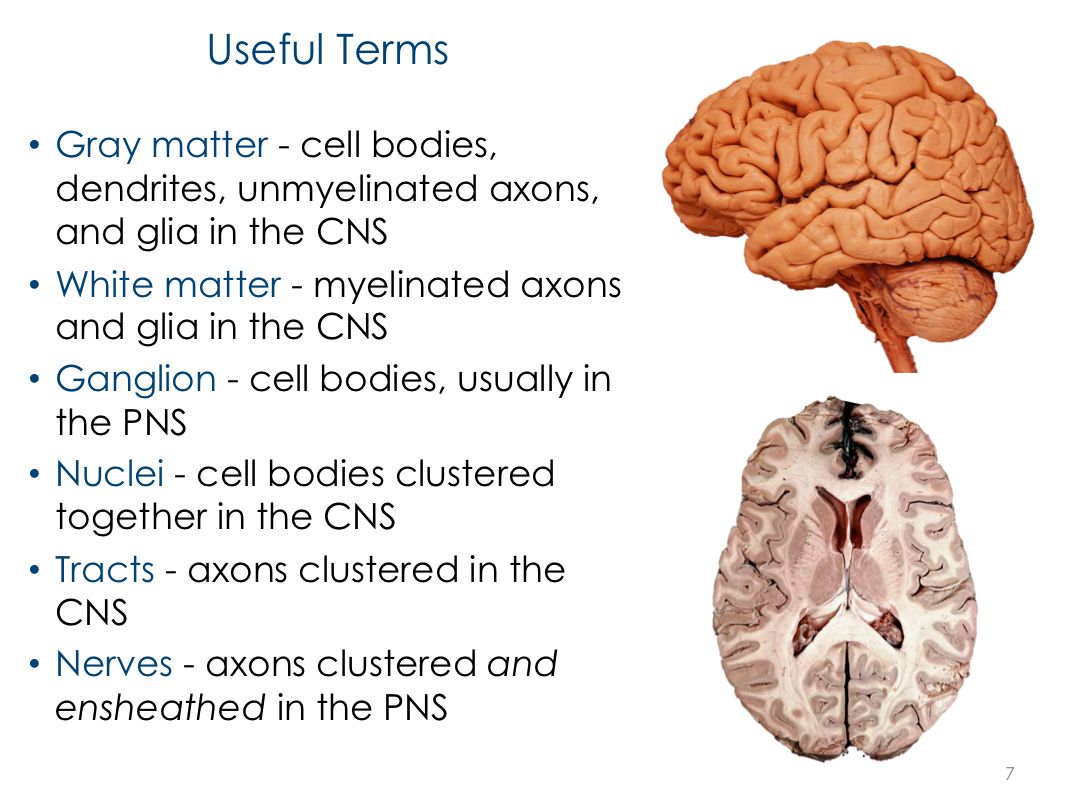 Useful Terms
• Gray matter - cell bodies,
dendrites, unmyelinated axons,
and glia in the CNS
• White matter - myelinated axons
and glia in the CNS
• Ganglion - cell bodies, usually in
the PNS
• Nuclei - cell bodies clustered
together in the CNS
• Tracts - axons clustered in the
CNS
• Nerves - axons clustered and
ensheathed in the PNS
7